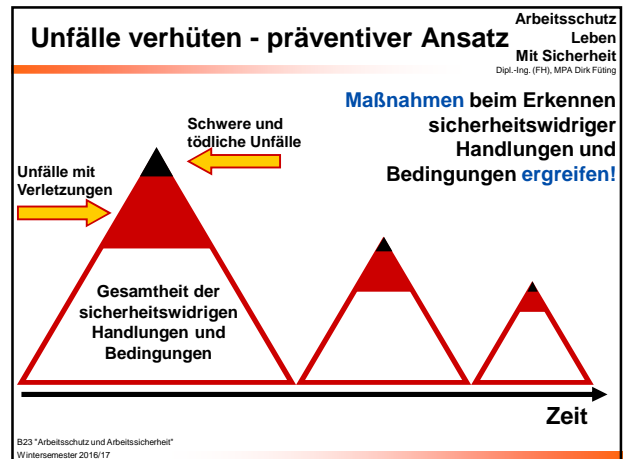 Unfälle verhüten - präventiver Ansatz
Arbeitsschutz
Leben
Mit Sicherheit
Dipl.-Ing. (FH), MPA Dirk Füting
Maßnahmen beim Erkennen
sicherheitswidriger
Handlungen und
Bedingungen ergreifen!
Schwere und
tödliche Unfälle
Unfälle mit
Verletzungen
Gesamtheit der
sicherheitswidrigen
Handlungen und
Bedingungen
Zeit
B23 "Arbeitsschutz und Arbeitssicherheit"
Wintersemester 2016/17